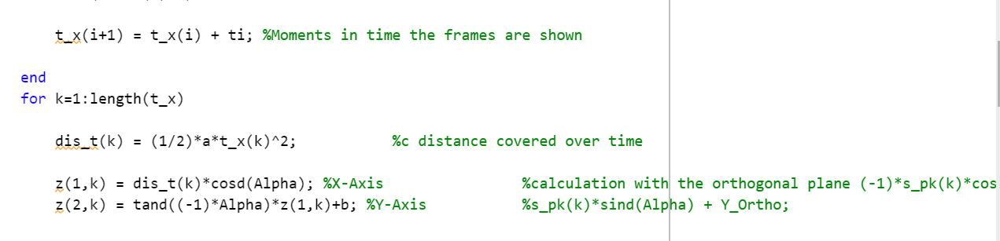 t_x(i+1) = t_x(i) + ti; %Moments in time the frames are shown
end
for k=1:length(t_x)
dis_t(k) = (1/2)*a*t_x(k)^2; %c distance covered over time
z(1,k) = dis_t(k)*cosd(Alpha); %X-Axis %calculation with the orthogonal plane (-1)*s_pk(k)*cos
z(2,k) = tand((-1)*Alpha)*z(1,k)+b; %Y-Axis %s_pk(k)*sind(Alpha) + Y_Ortho;